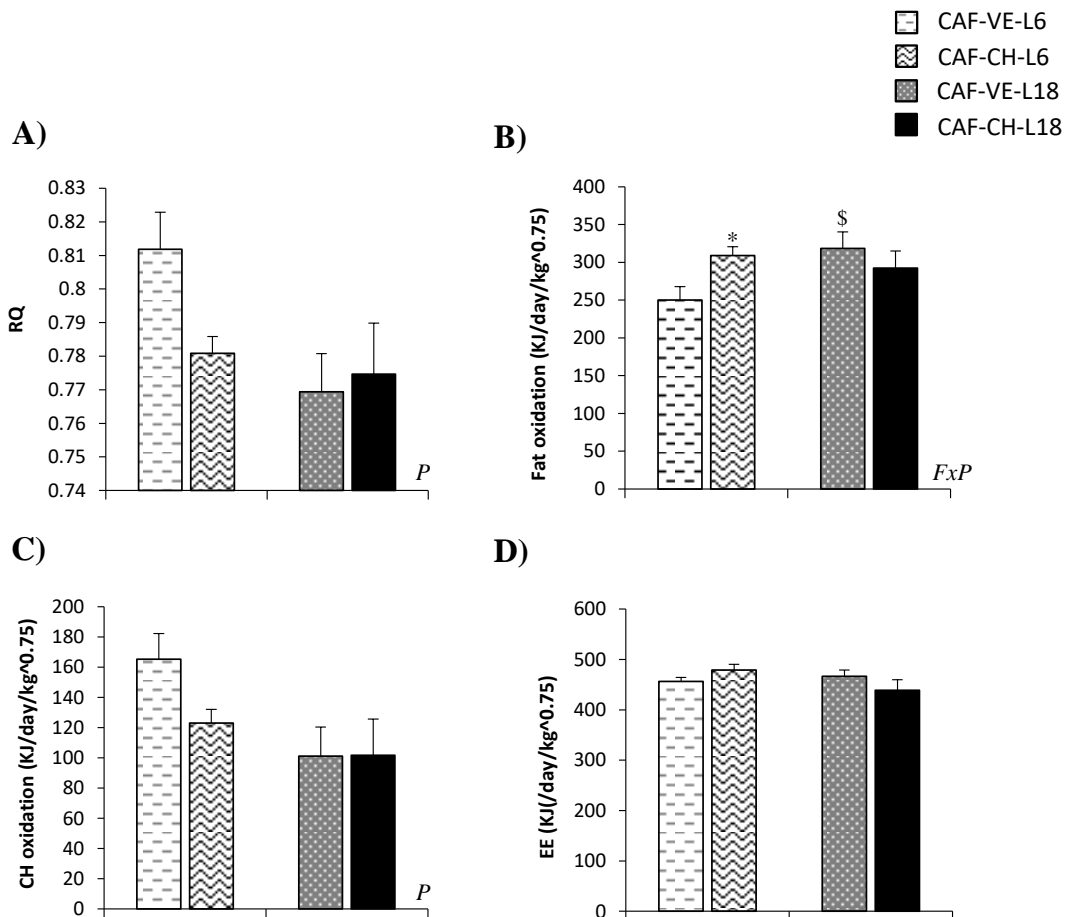 CAF-VE-L6
CAF-CH-L6
CAF-VE-L18
CAF-CH-L18
A)
RQ
0.83
0.82
0.81
0.8
0.79
0.78
0.77
0.76
0.75
0.74
P
B)
Fat oxidation (KJ/day/kg^0.75)
400
350
300
250
200
150
100
50
0
*
$
FxP
C)
CH oxidation (KJ/day/kg^0.75)
200
180
160
140
120
100
80
60
40
20
0
P
D)
EE (KJ(/day/kg^0.75)
600
500
400
300
200
100
0